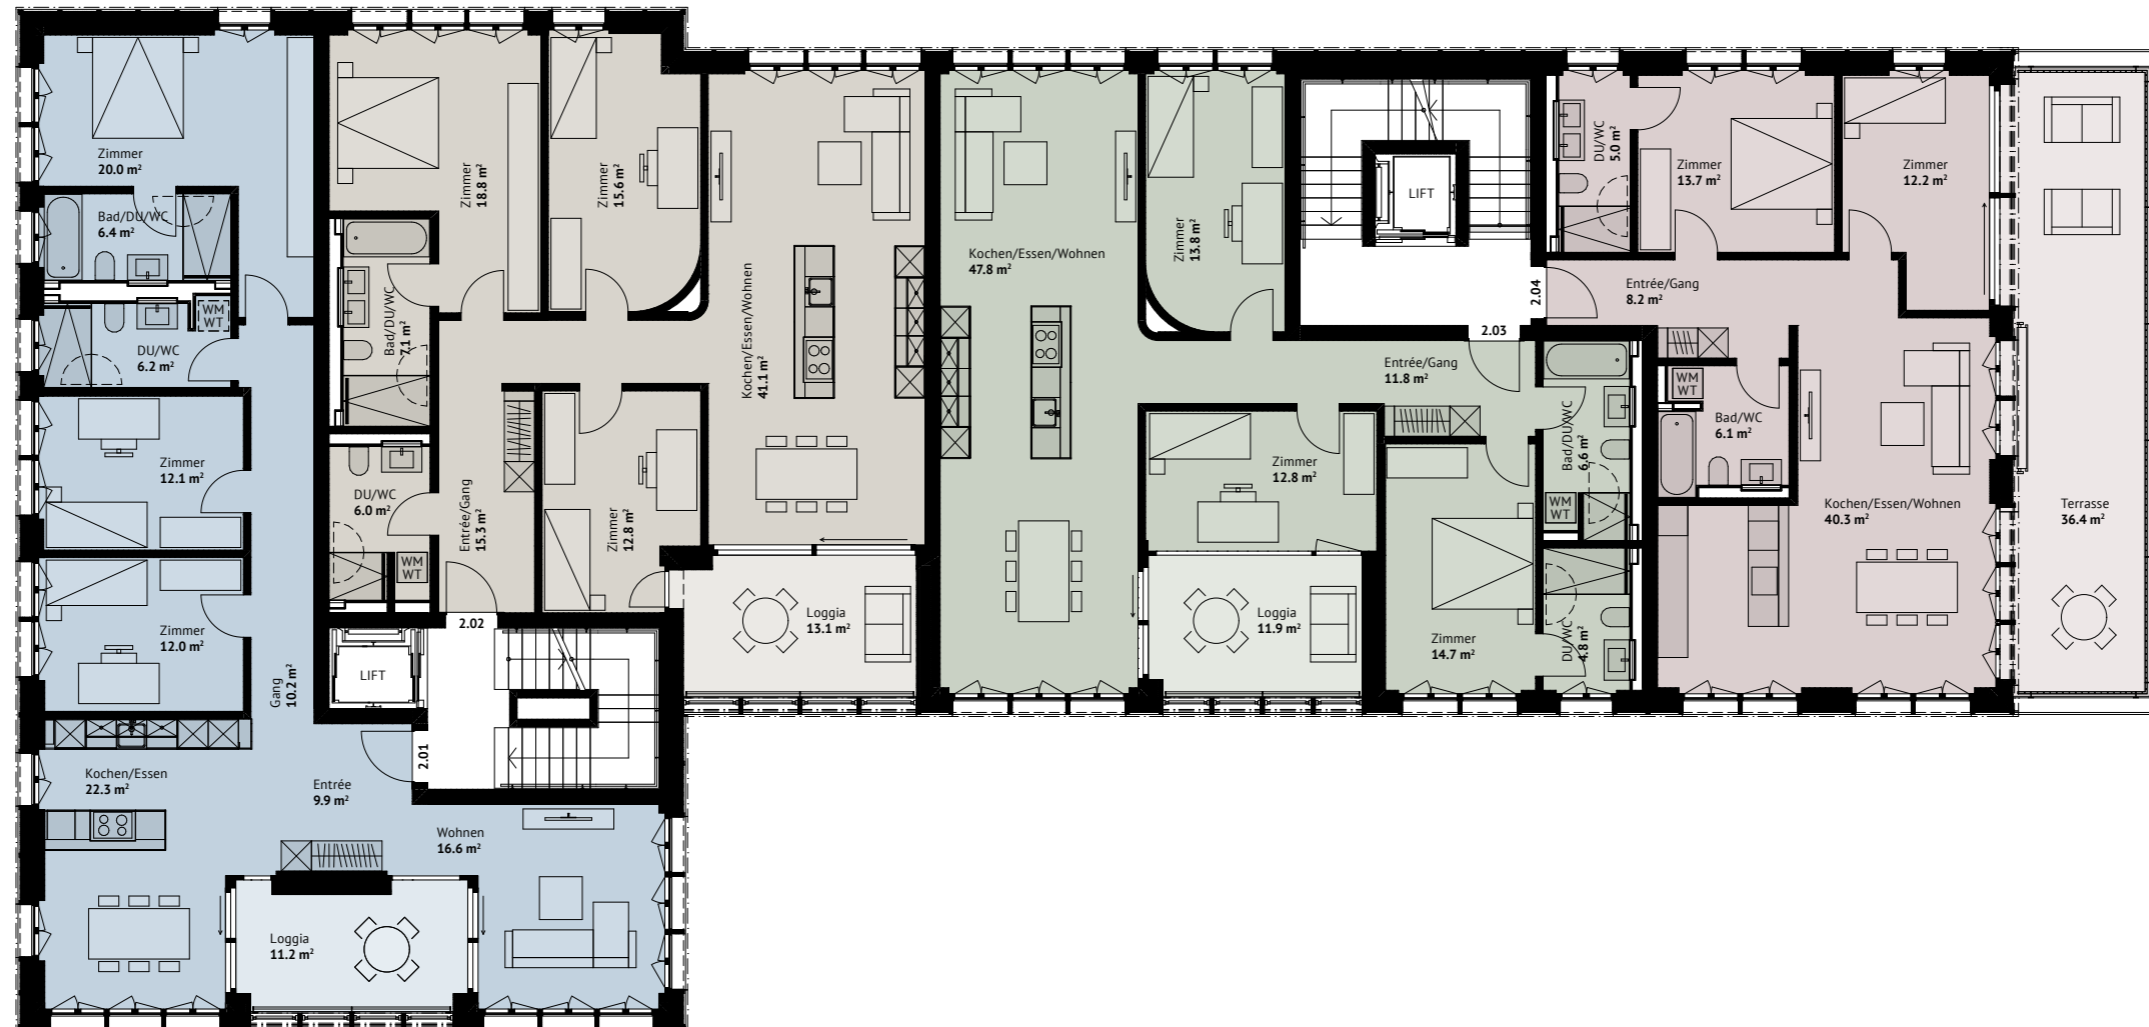 Zimmer
20.0 m²
Bad/DU/WC
6.4 m²
WM
WT
DU/WC
6.2 m²
Zimmer
12.1 m²
Zimmer
12.0 m²
Gang
10.2 m²
Kochen/Essen
22.3 m²
Entrée
9.9 m²
Wohnen
16.6 m²
Loggia
11.2 m²
2.01
LIFT
2.02
Zimmer
18.8 m²
Zimmer
15.6 m²
Bad/DU/WC
7.1 m²
DU/WC
6.0 m²
WM
WT
Entrée/Gang
15.3 m²
Zimmer
12.8 m²
Kochen/Essen/Wohnen
41.1 m²
Loggia
13.1 m²
Kochen/Essen/Wohnen
47.8 m²
Zimmer
13.8 m²
LIFT
2.03
2.04
Entrée/Gang
11.8 m²
Zimmer
12.8 m²
Loggia
11.9 m²
Bad/DU/WC
6.6 m²
WM
WT
Zimmer
14.7 m²
DU/WC
4.8 m²
DU/WC
5.0 m²
Zimmer
13.7 m²
Zimmer
12.2 m²
Entrée/Gang
8.2 m²
WM
WT
Bad/WC
6.1 m²
Kochen/Essen/Wohnen
40.3 m²
Terrasse
36.4 m²